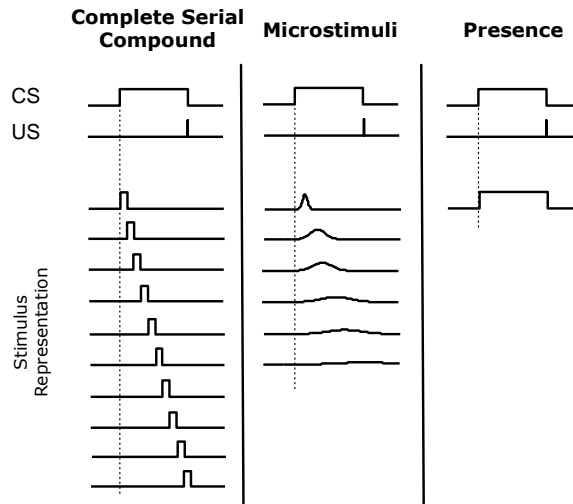 Complete Serial
Compound
Microstimuli
Presence
CS
US
Stimulus
Representation